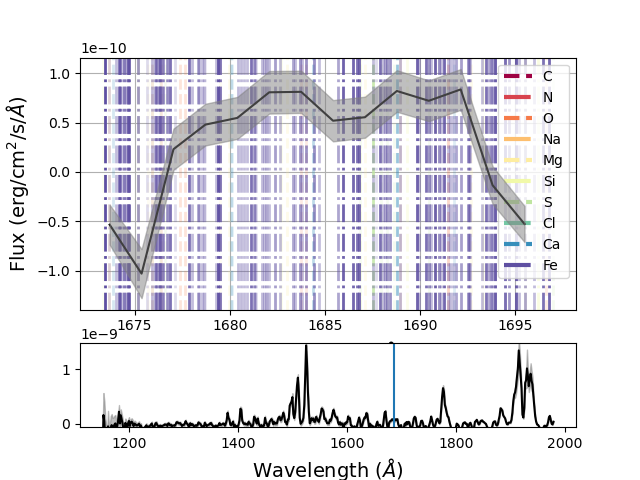 1e−10
1.0
0.5
0.0
−0.5
−1.0
Flux (erg/cm²/s/Å)
C
N
O
Na
Mg
Si
S
Cl
Ca
Fe
1675 1680 1685 1690 1695
1e−9
1
0
1200 1400 1600 1800 2000
Wavelength (Å)